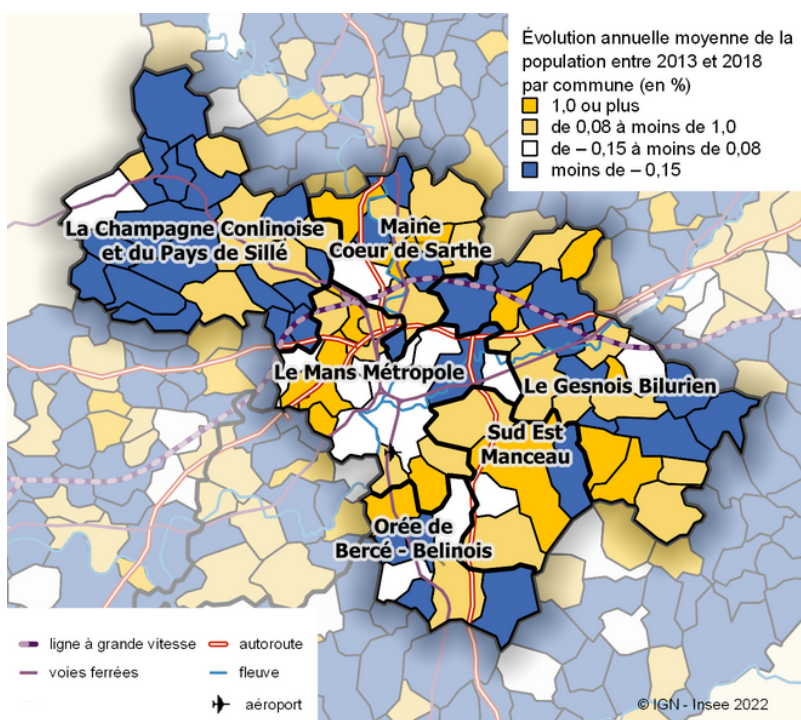 Évolution annuelle moyenne de la
population entre 2013 et 2018
par commune (en %)
1,0 ou plus
de 0,08 à moins de 1,0
de – 0,15 à moins de 0,08
moins de – 0,15
La Champagne Conlinoise
et du Pays de Sillé
Maine
Coeur de Sarthe
Le Mans Métropole
Le Gesnois Bilurien
Sud Est
Manceau
Orée de
Bercé - Belinois
ligne à grande vitesse
autoroute
voies ferrées
fleuve
aéroport
© IGN - Insee 2022